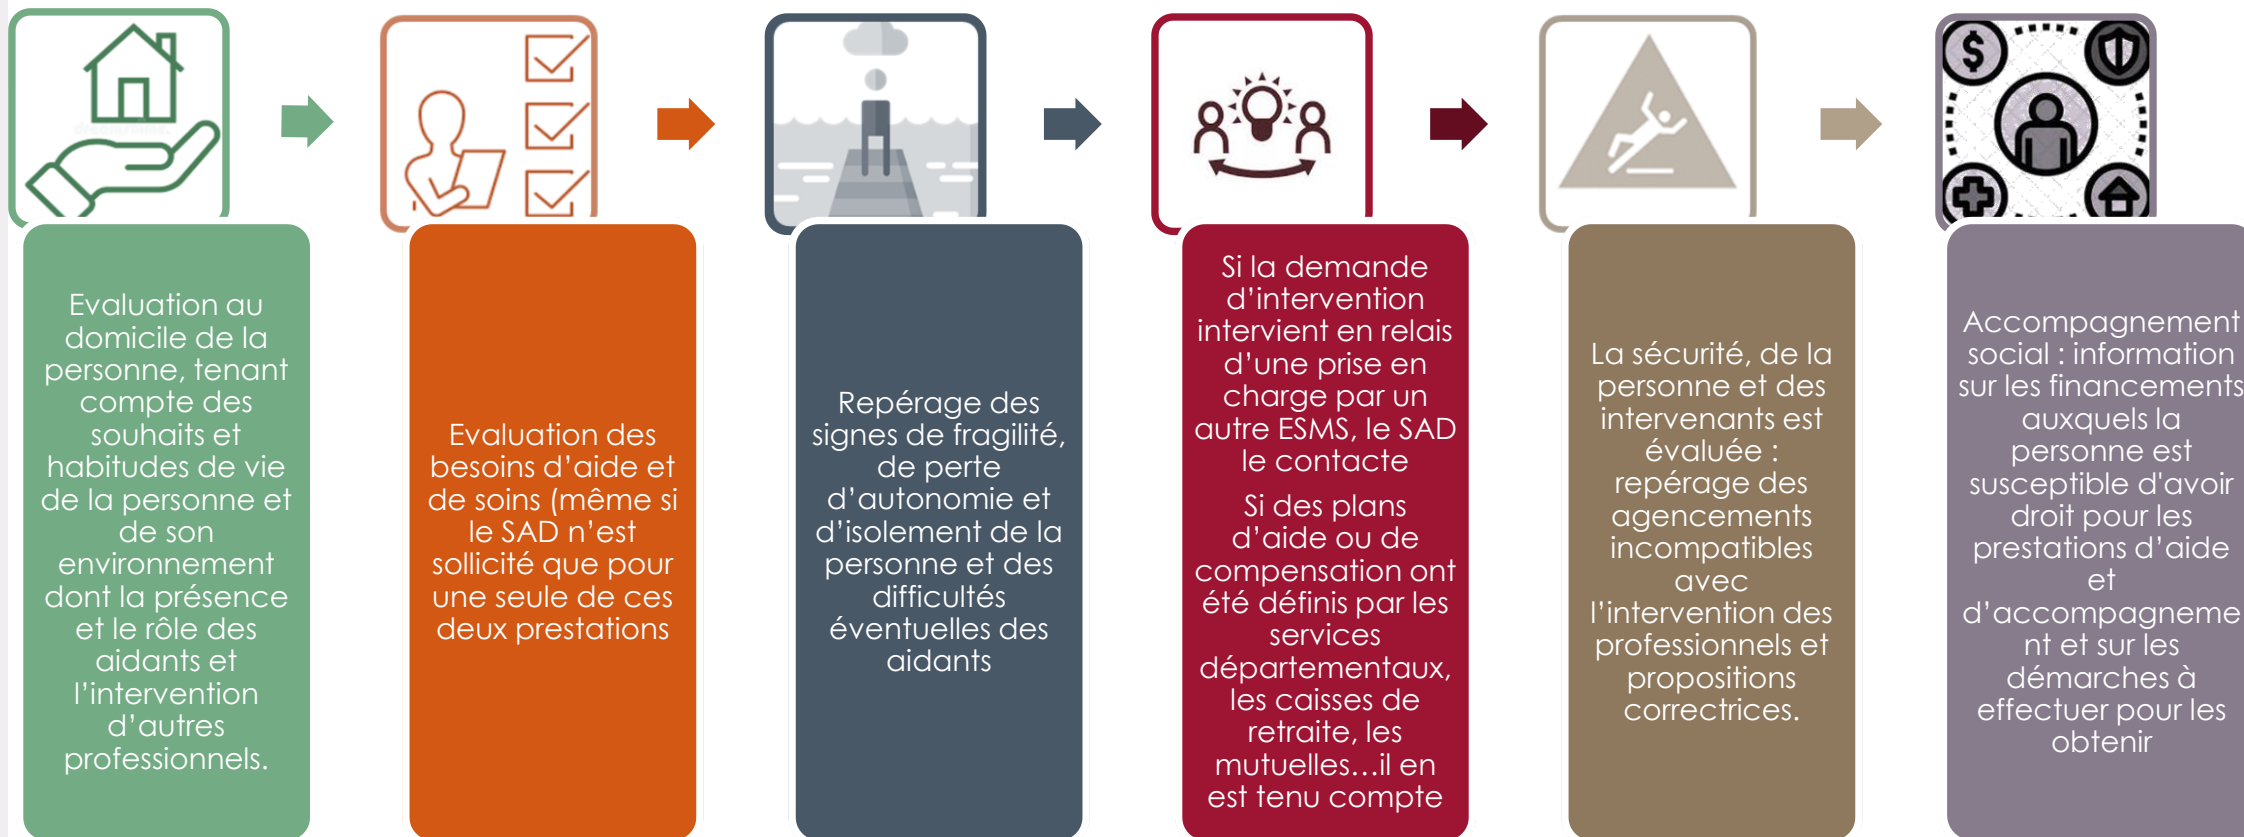 Evaluation au
domicile de la
personne, tenant
compte des
souhaits et
habitudes de vie
de la personne et
de son
environnement
dont la présence
et le rôle des
aidants et
l’intervention
d’autres
professionnels.
Evaluation des
besoins d’aide et
de soins (même si
le SAD n’est
sollicité que pour
une seule de ces
deux prestations
Repérage des
signes de fragilité,
de perte
d’autonomie et
d’isolement de la
personne et des
difficultés
éventuelles des
aidants
Si la demande
d’intervention
intervient en relais
d’une prise en
charge par un
autre ESMS, le SAD
le contacte
Si des plans
d’aide ou de
compensation ont
été définis par les
services
départementaux,
les caisses de
retraite, les
mutuelles…il en
est tenu compte
La sécurité, de la
personne et des
intervenants est
évaluée :
repérage des
agencements
incompatibles
avec
l’intervention des
professionnels et
propositions
correctrices.
$
Accompagnement
social : information
sur les financements
auxquels la
personne est
susceptible d'avoir
droit pour les
prestations d’aide
et
d’accompagneme
nt et sur les
démarches à
effectuer pour les
obtenir